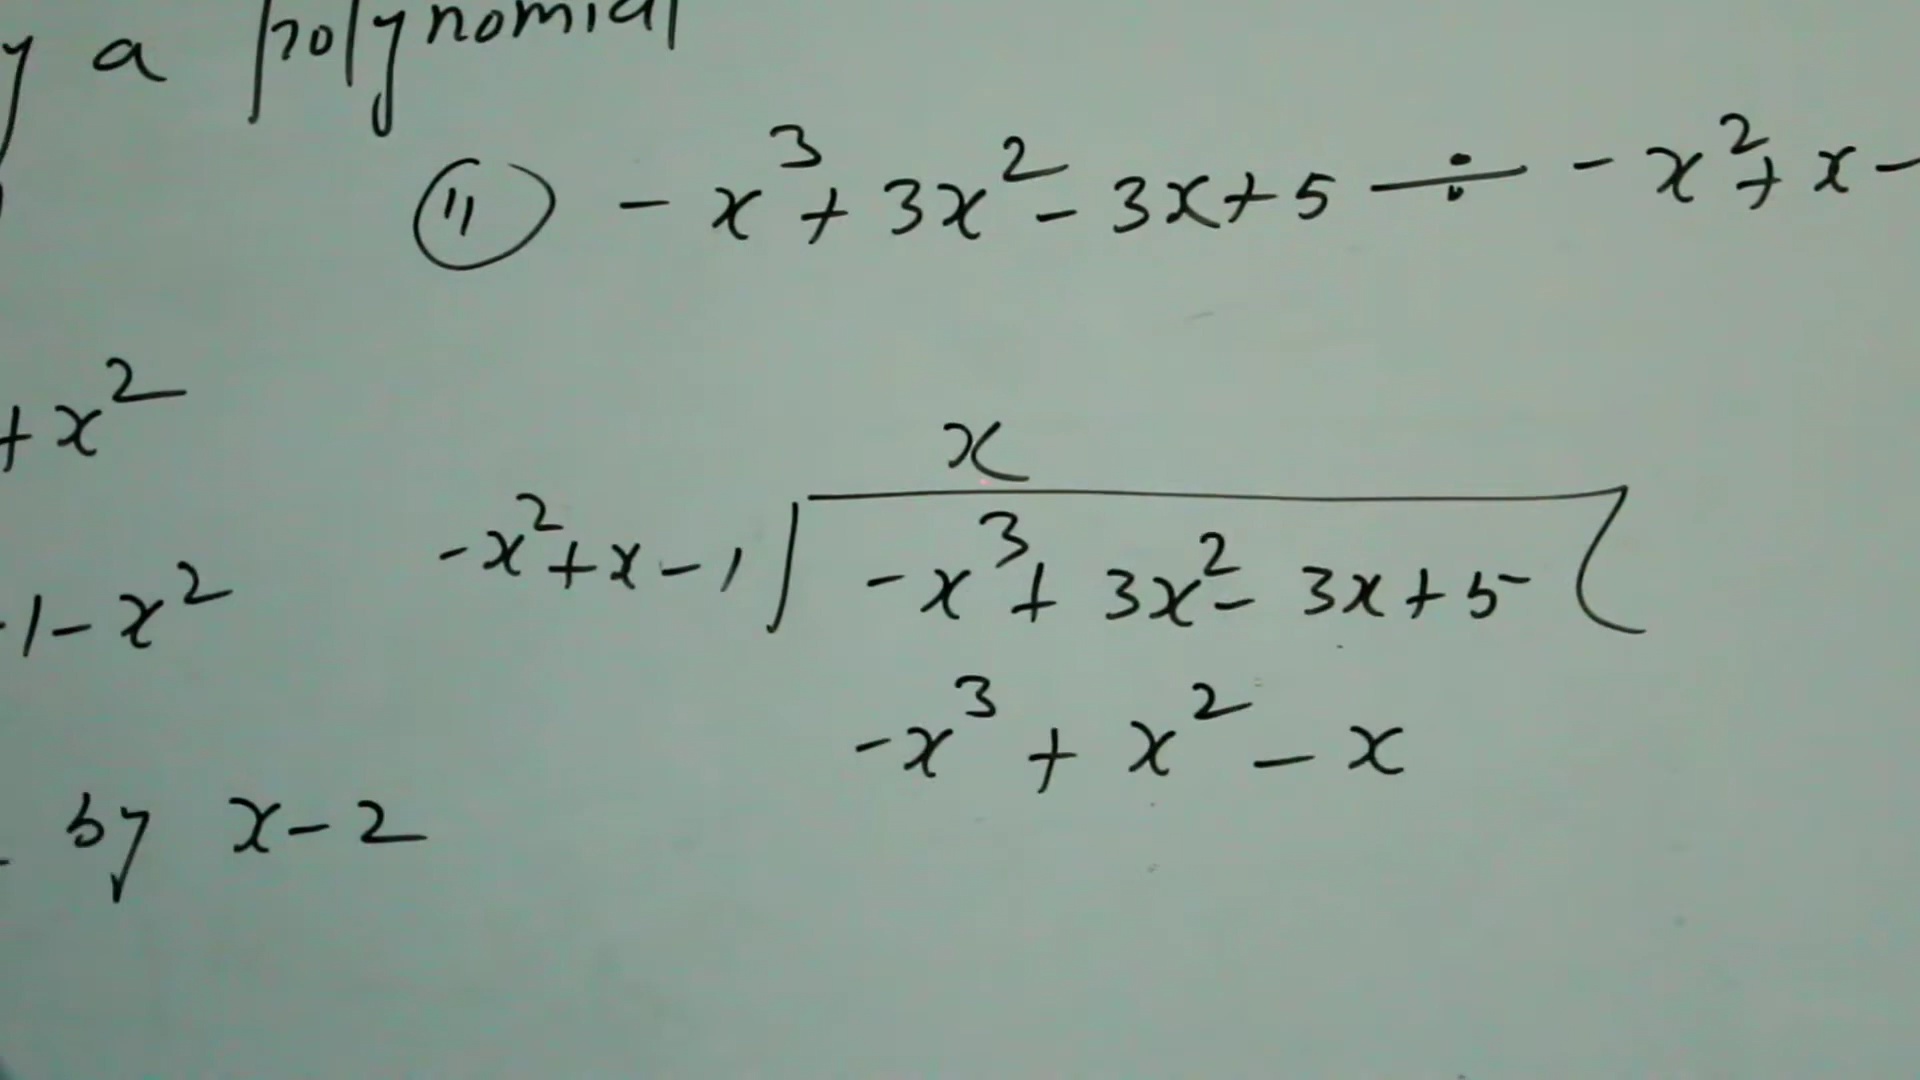 y a polynomial
(ii) -x³ + 3x² - 3x + 5 ÷ -x² + x -
+ x²
x
-x² + x - 1 -x³ + 3x² - 3x + 5
1 - x²
-x³ + x² - x
by x - 2